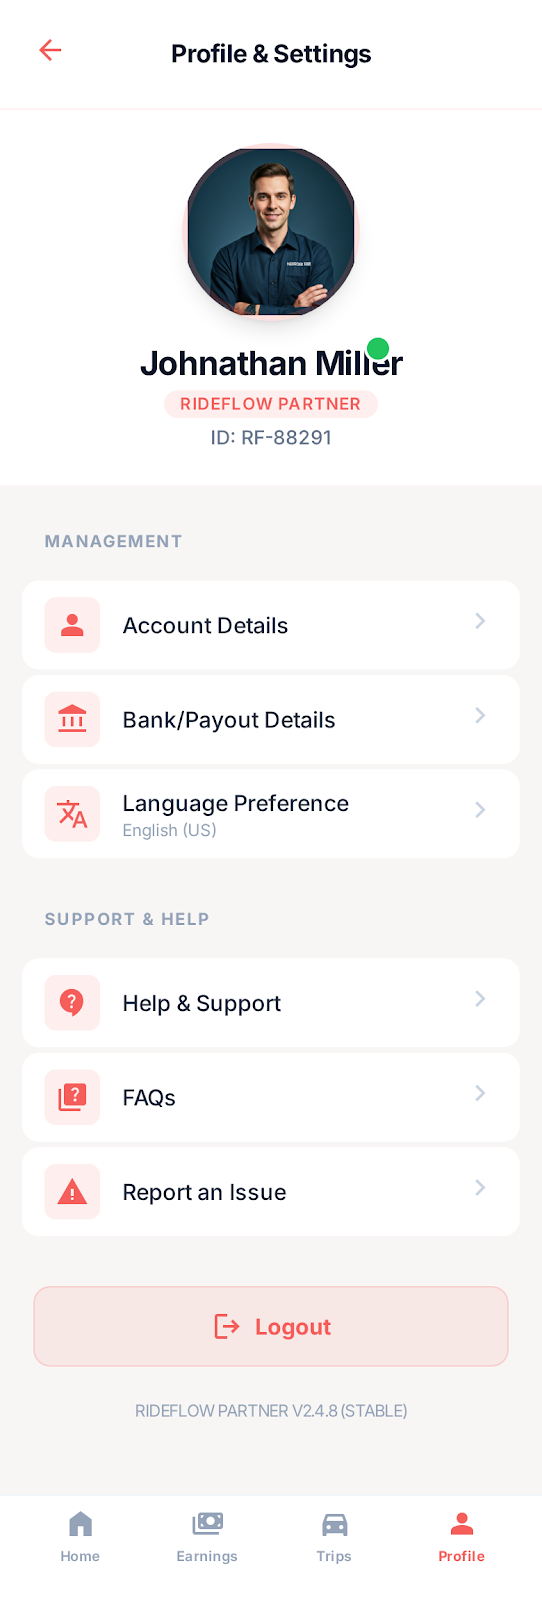 Profile & Settings
Johnathan Miller
RIDEFLOW PARTNER
ID: RF-88291
MANAGEMENT
Account Details
Bank/Payout Details
Language Preference
English (US)
SUPPORT & HELP
Help & Support
FAQs
Report an Issue
Logout
RIDEFLOW PARTNER V2.4.8 (STABLE)
Home
Earnings
Trips
Profile